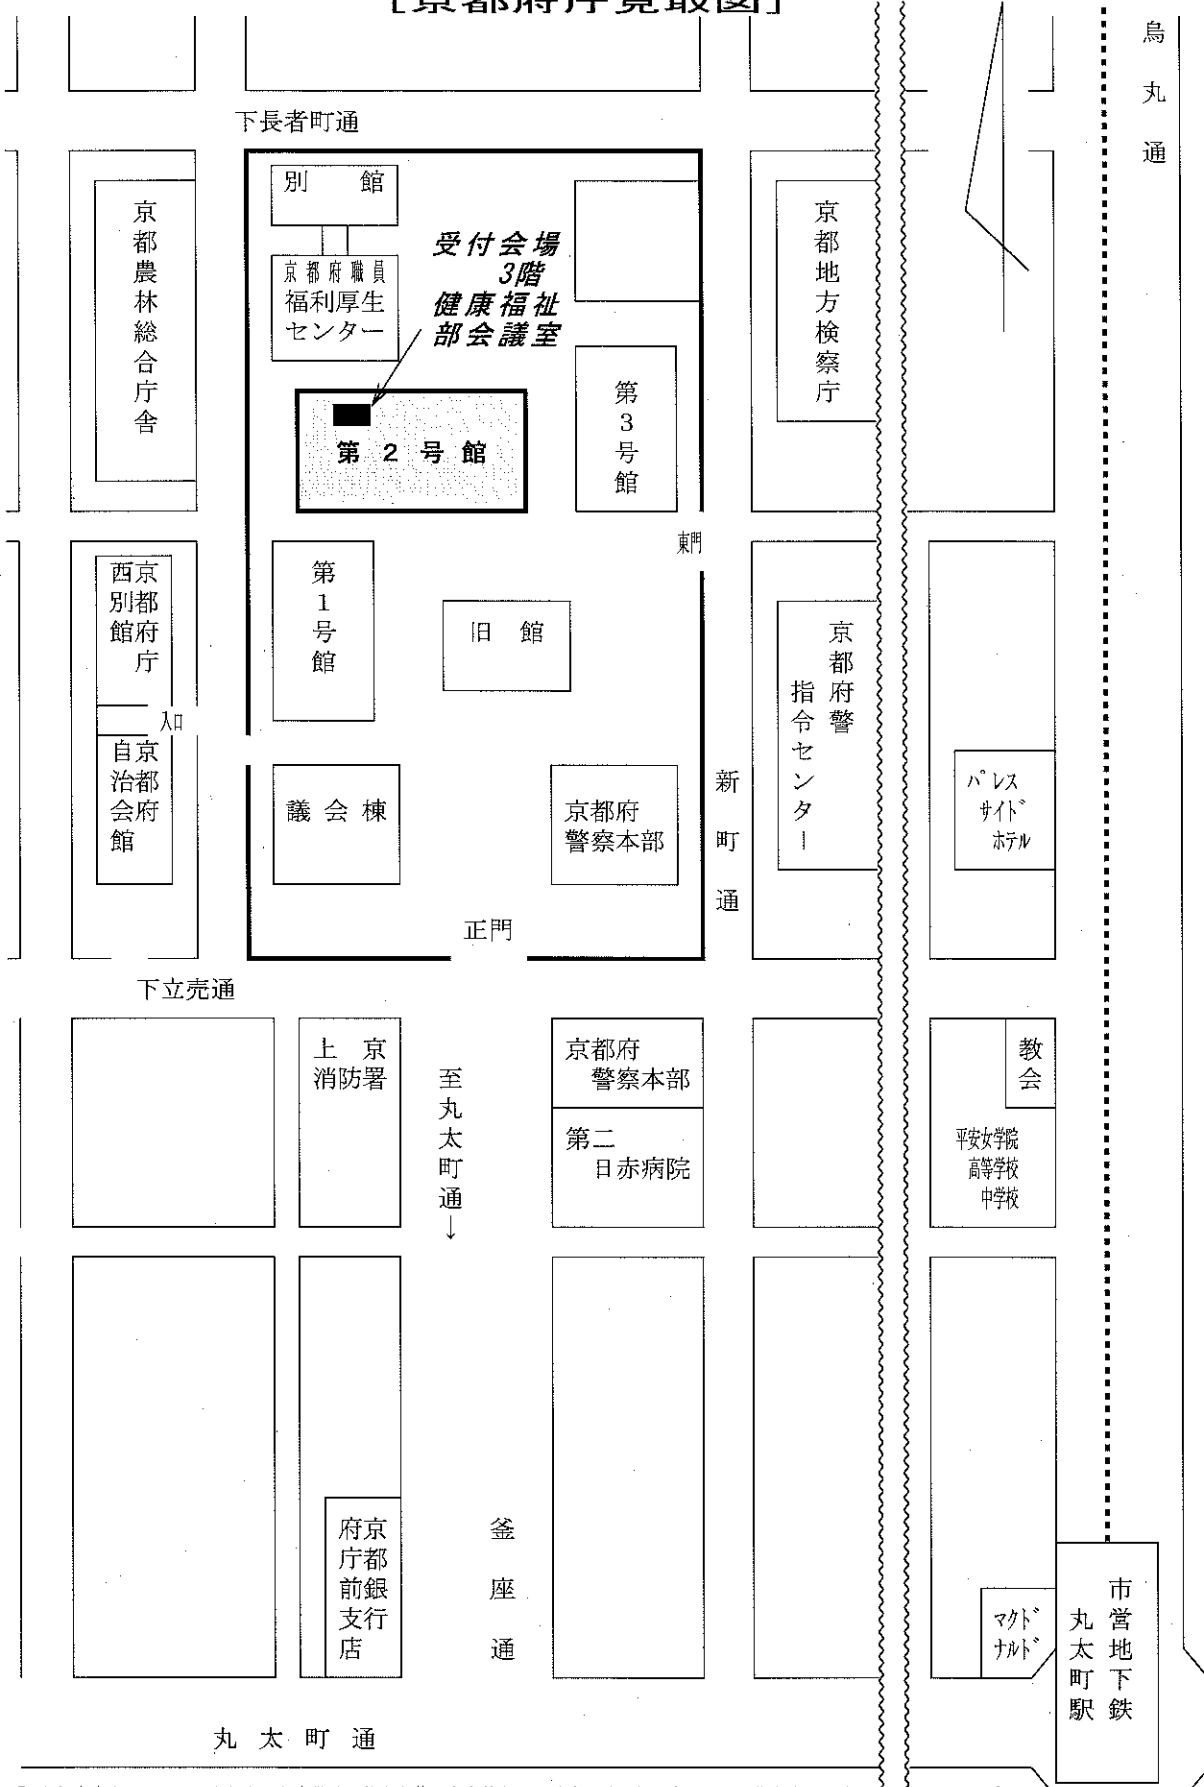 [京都府庁寛最図]
烏丸通
下長者町通
別館
京都府職員
福利厚生
センター
受付会場
3階
健康福祉
部会議室
京都農林総合庁舎
京都地方検察庁
第2号館
第3号館
東門
京都府庁
西別館
入口
京都府
自治会館
第1号館
旧館
京都府警
指令センター
議会棟
京都府
警察本部
新町通
パレス
サイド
ホテル
正門
下立売通
上京
消防署
至丸太町通↓
京都府
警察本部
第二
日赤病院
教会
平安女学院
高等学校
中学校
京都銀行
府庁前支店
釜座通
マクド
ナルド
市営地下鉄
丸太町駅
丸太町通